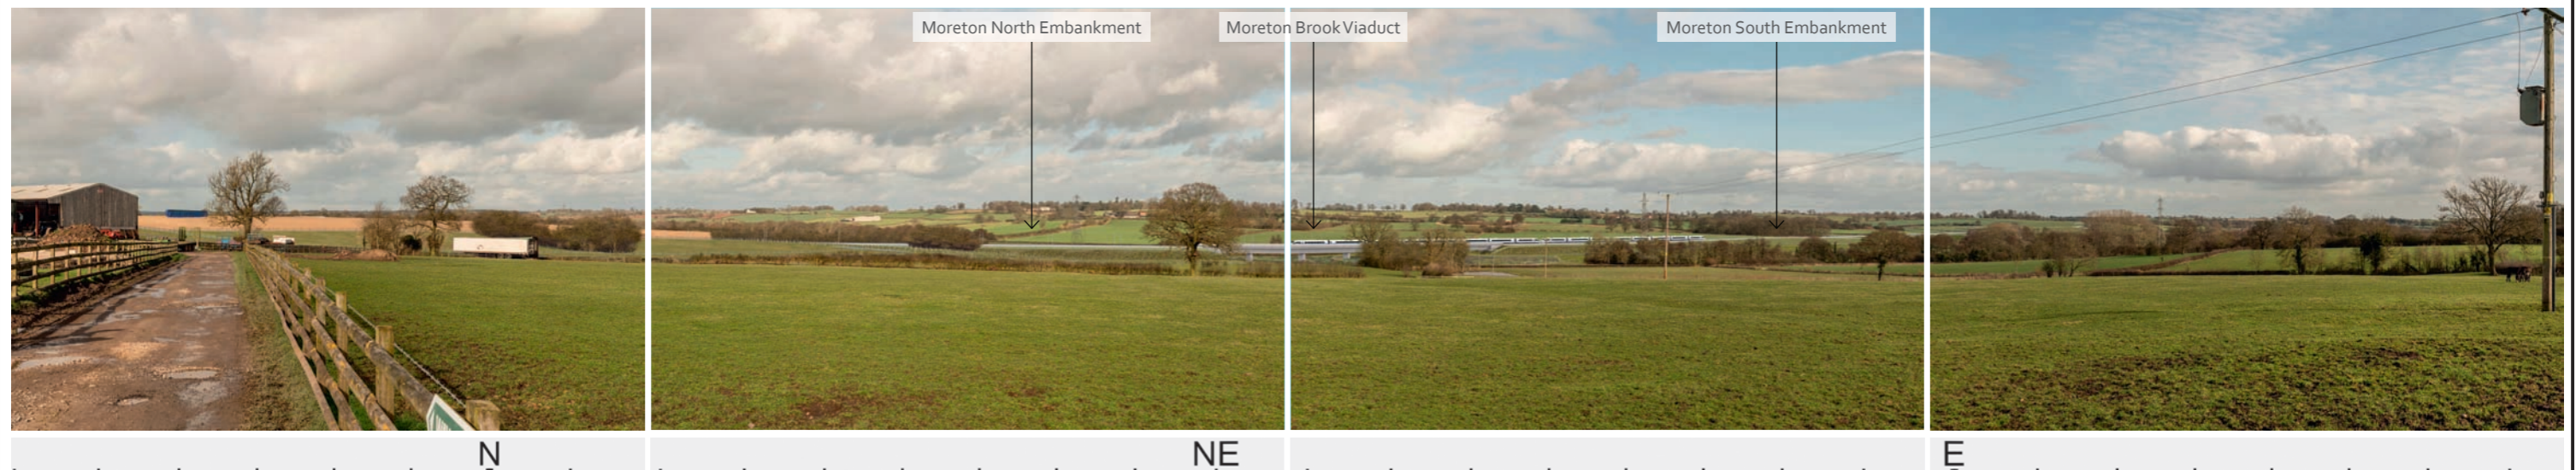 Moreton North Embankment
Moreton Brook Viaduct
Moreton South Embankment
N
NE
E